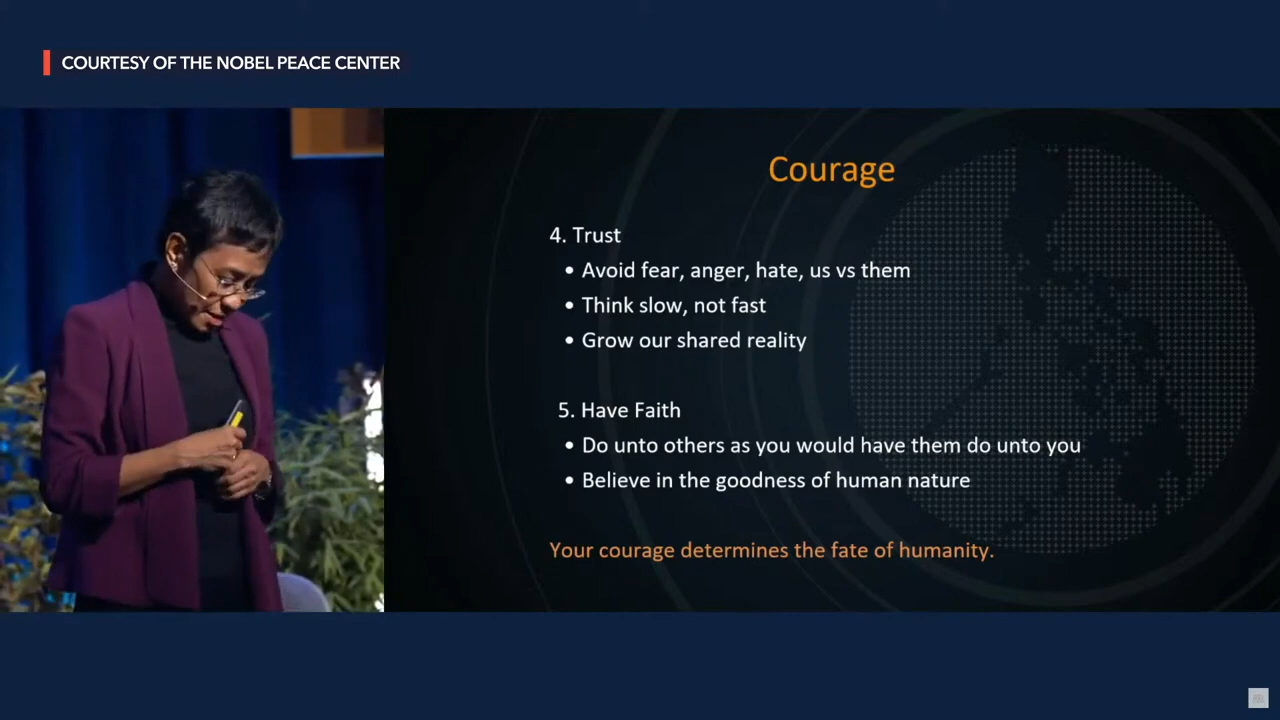 COURTESY OF THE NOBEL PEACE CENTER
Courage
4. Trust
• Avoid fear, anger, hate, us vs them
• Think slow, not fast
• Grow our shared reality
5. Have Faith
• Do unto others as you would have them do unto you
• Believe in the goodness of human nature
Your courage determines the fate of humanity.